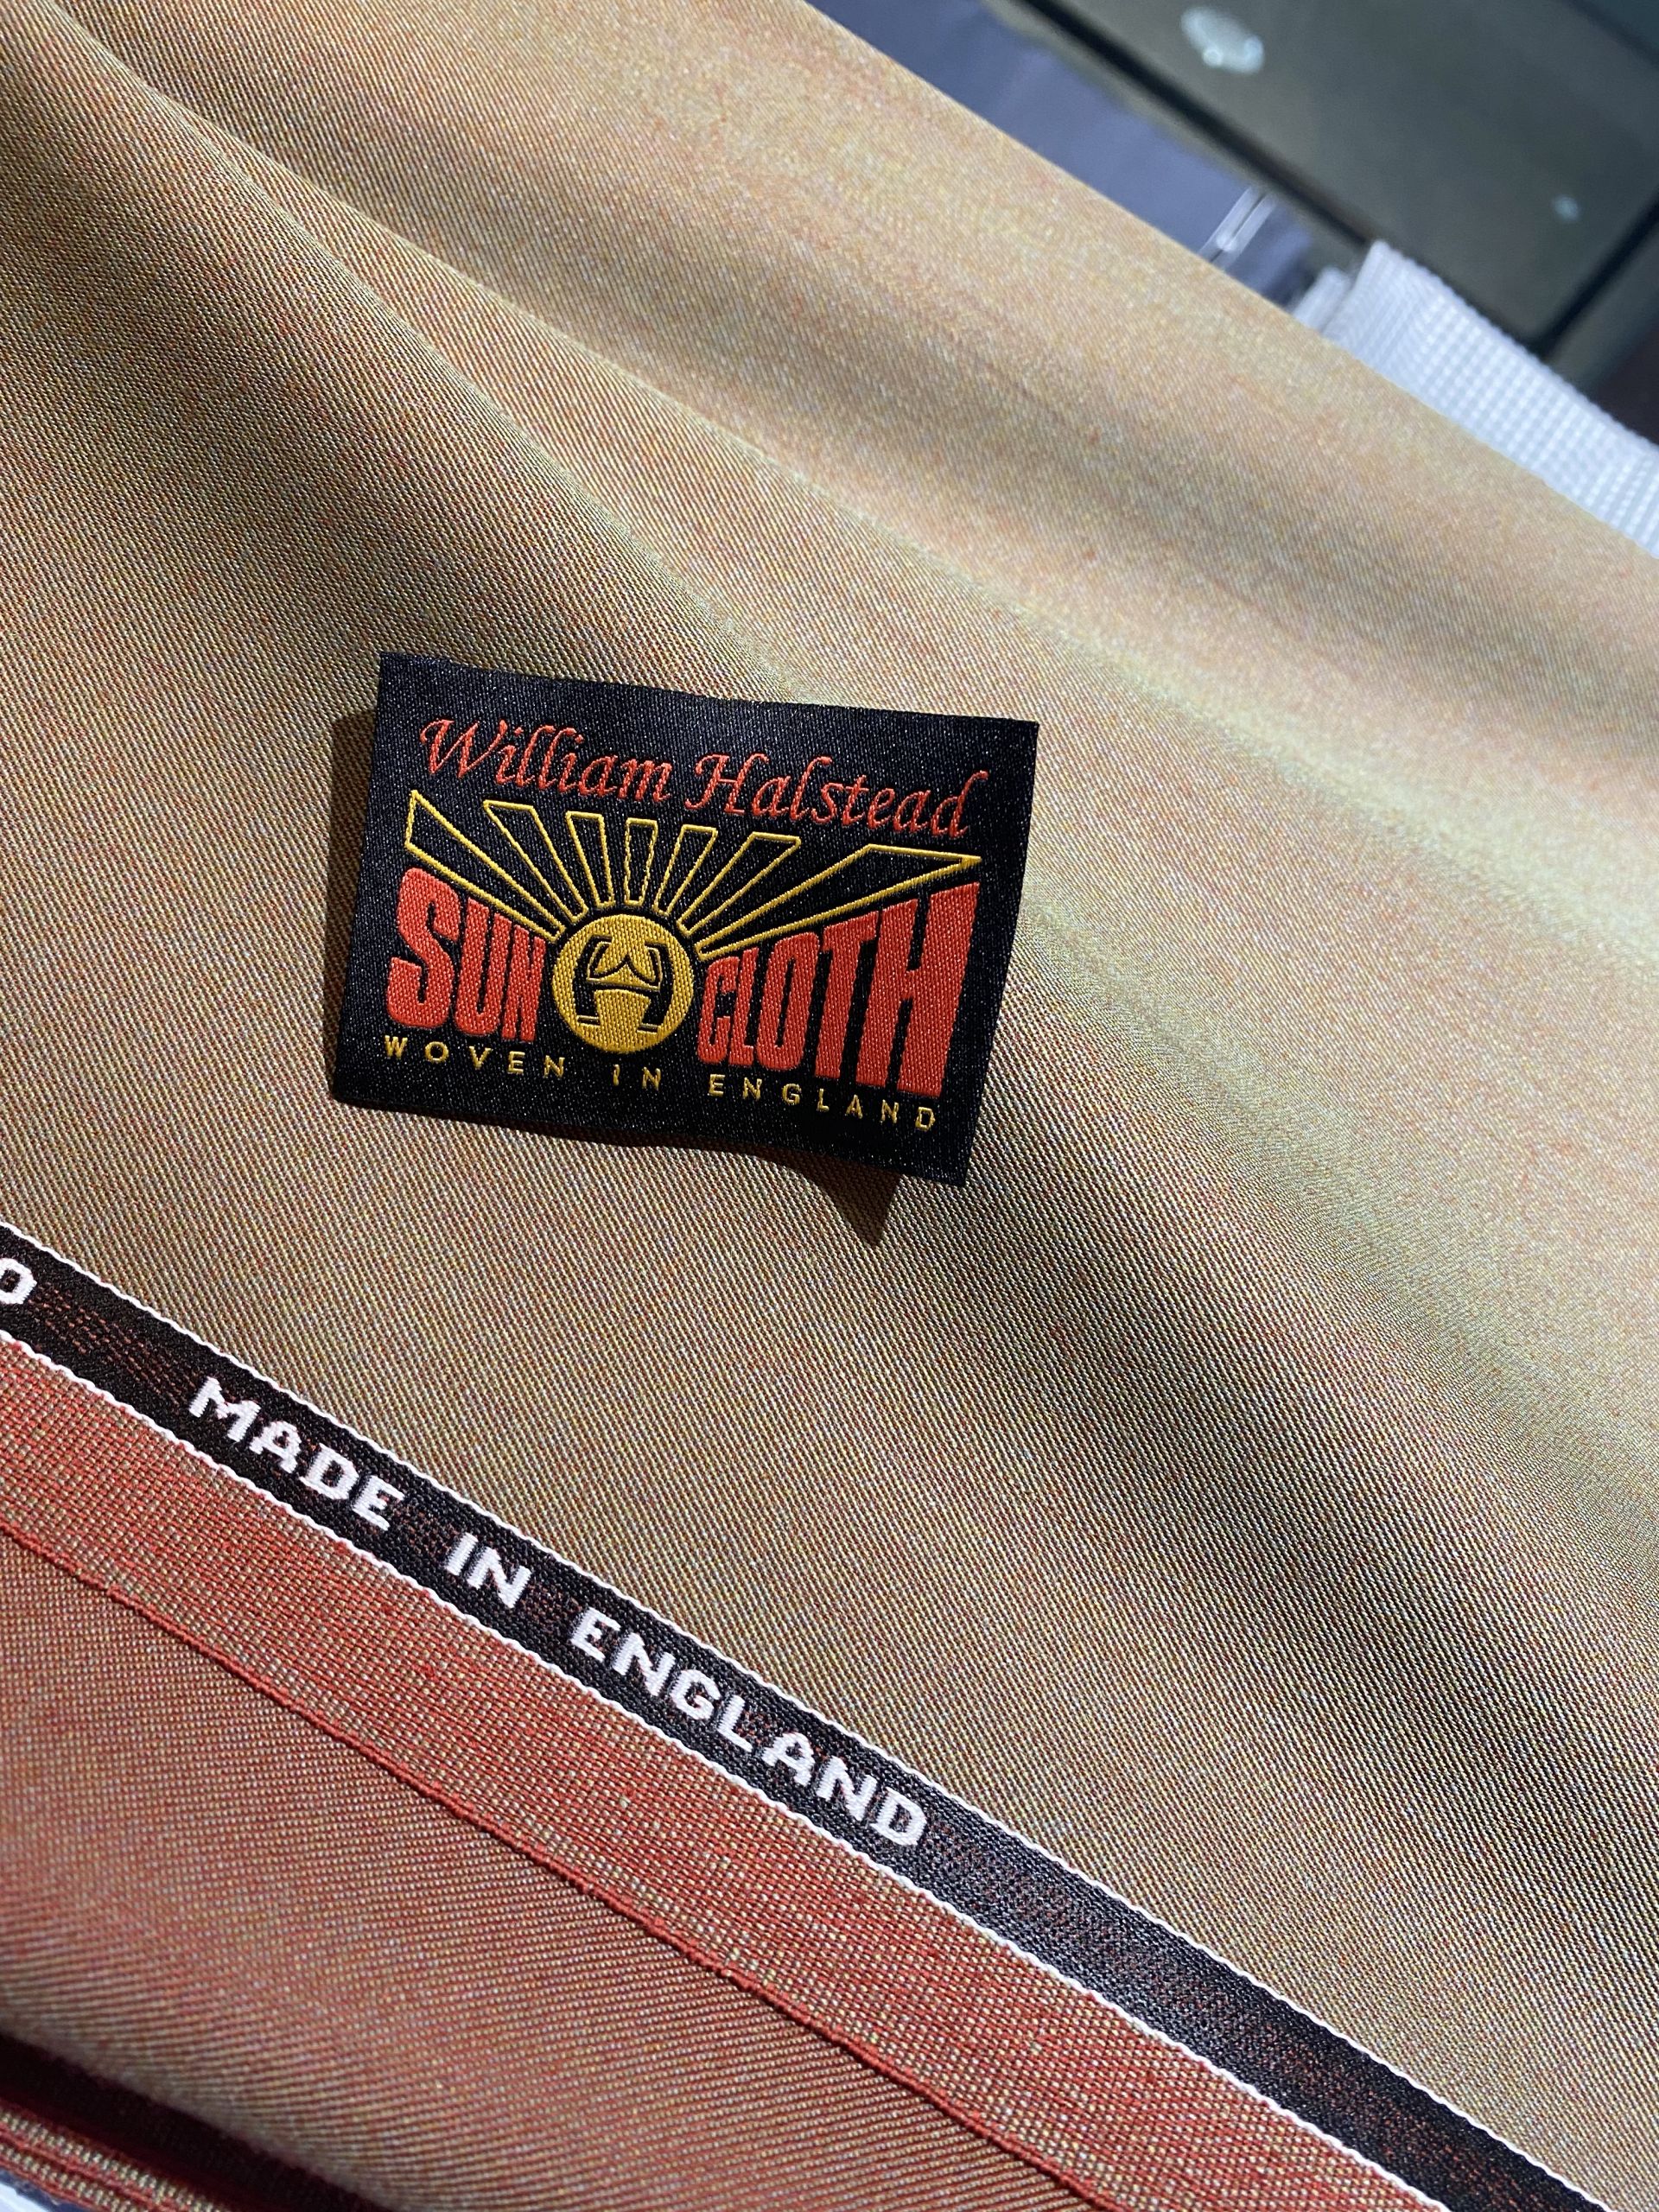 William Halstead
SUN CLOTH
WOVEN IN ENGLAND
MADE IN ENGLAND